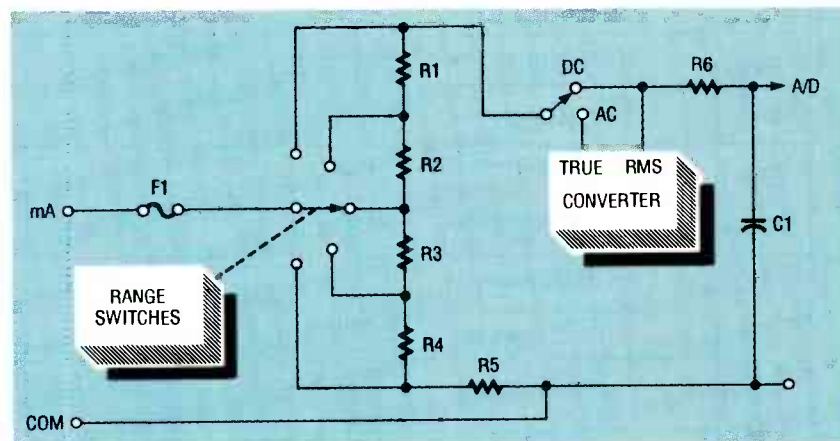 R1
DC
R6
A/D
AC
R2
TRUE RMS
CONVERTER
F1
mA
C1
R3
RANGE
SWITCHES
R4
R5
COM